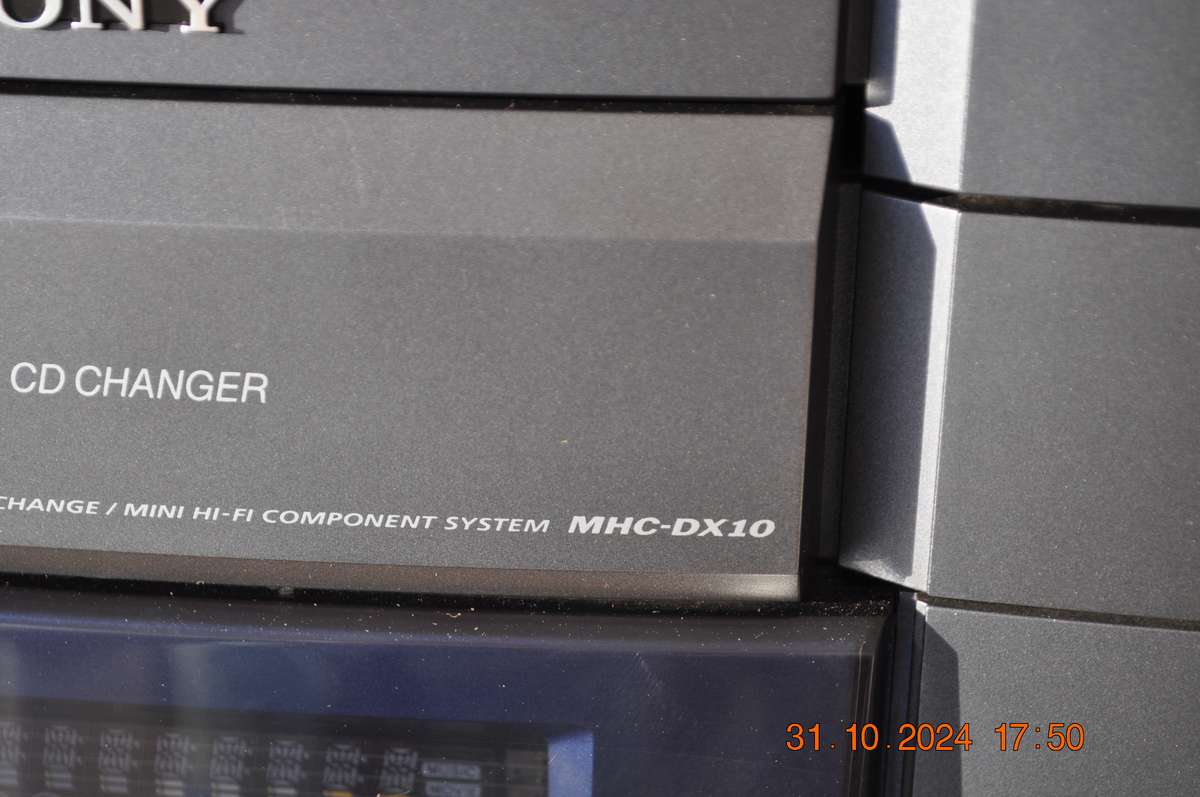 ONY
CD CHANGER
CHANGE / MINI HI-FI COMPONENT SYSTEM MHC-DX10
31.10.2024 17:50